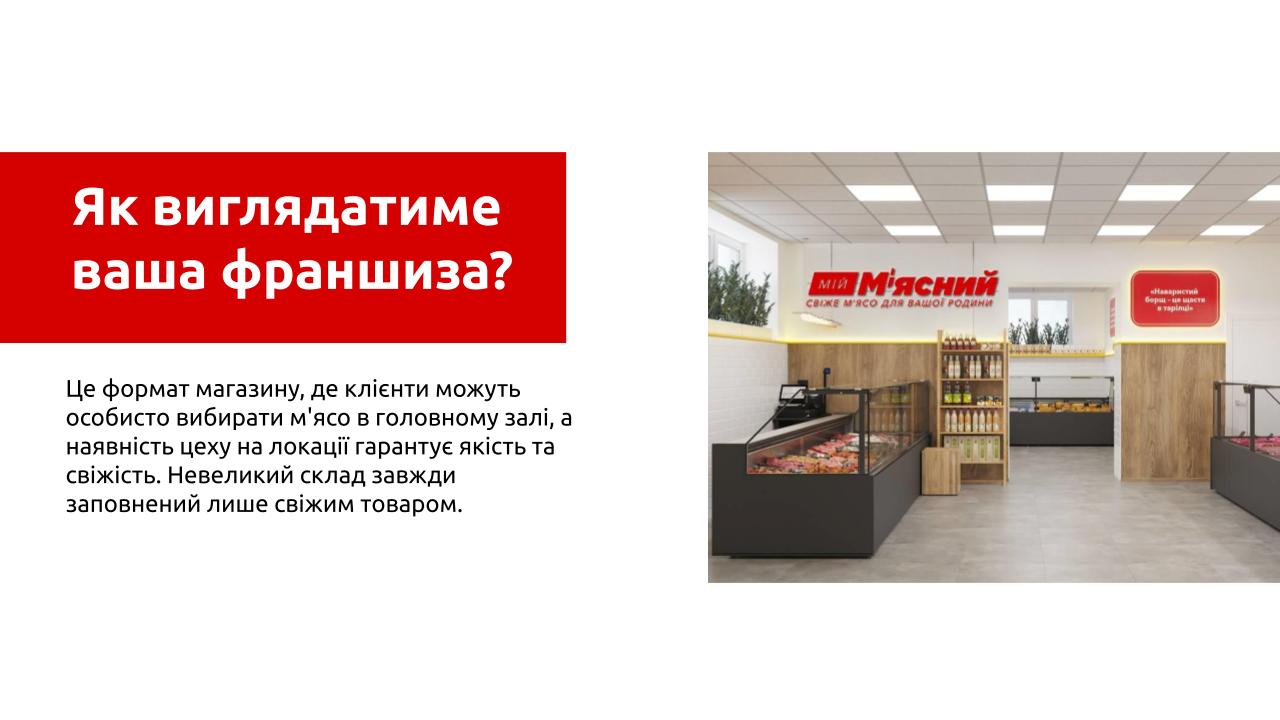 Як виглядатиме
ваша франшиза?
Це формат магазину, де клієнти можуть
особисто вибирати м'ясо в головному залі, а
наявність цеху на локації гарантує якість та
свіжість. Невеликий склад завжди
заповнений лише свіжим товаром.
МІЙ М'ясний
СВІЖЕ М'ЯСО ДЛЯ ВАШОЇ РОДИНИ
«Наваристий
борщ - це щастя
в тарілці»